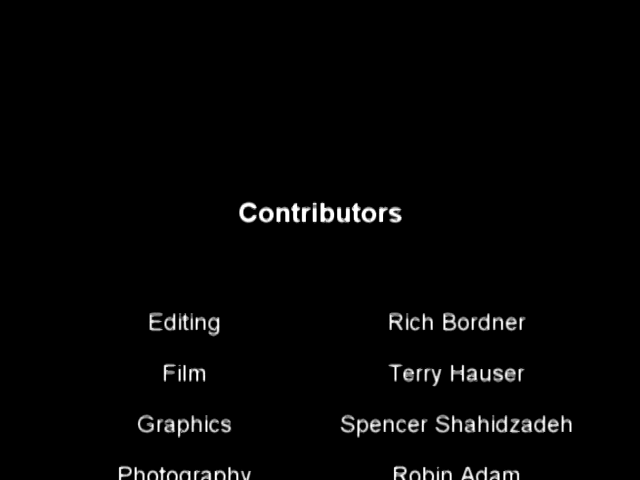 Contributors
Editing Rich Bordner
Film Terry Hauser
Graphics Spencer Shahidzadeh
Photography Robin Adam